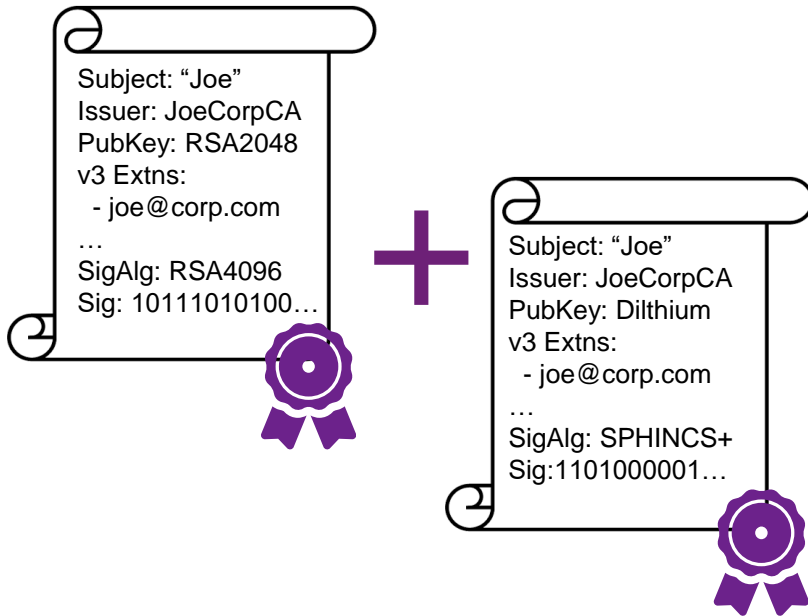 Subject: “Joe”
Issuer: JoeCorpCA
PubKey: RSA2048
v3 Extns:
- joe@corp.com
…
SigAlg: RSA4096
Sig: 10111010100…
+
Subject: “Joe”
Issuer: JoeCorpCA
PubKey: Dilthium
v3 Extns:
- joe@corp.com
…
SigAlg: SPHINCS+
Sig:1101000001…